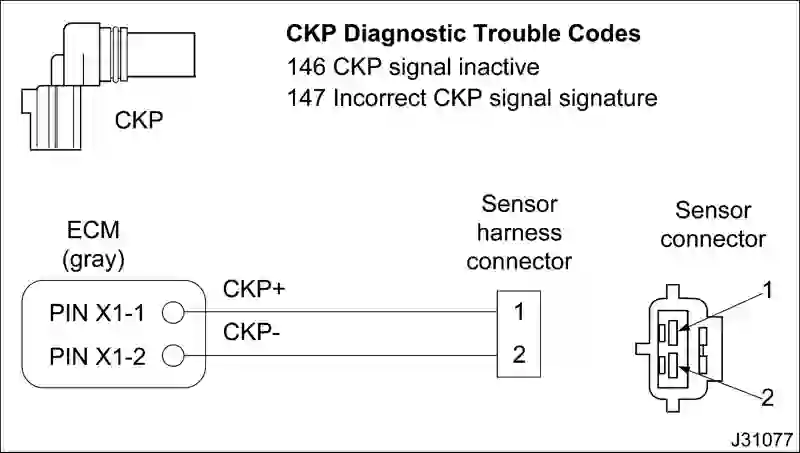 CKP Diagnostic Trouble Codes
146 CKP signal inactive
147 Incorrect CKP signal signature
CKP
ECM
(gray)
PIN X1-1
PIN X1-2
CKP+
CKP-
Sensor
harness
connector
1
2
Sensor
connector
1
2
J31077